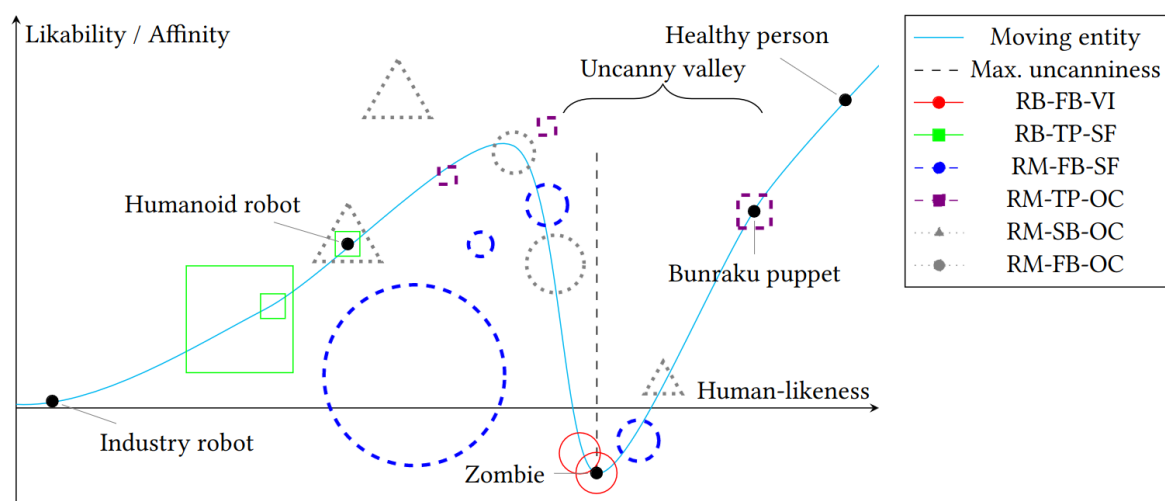 Likability / Affinity
Healthy person
Uncanny valley
Humanoid robot
Bunraku puppet
Human-likeness
Industry robot
Zombie
Moving entity
Max. uncanniness
RB-FB-VI
RB-TP-SF
RM-FB-SF
RM-TP-OC
RM-SB-OC
RM-FB-OC